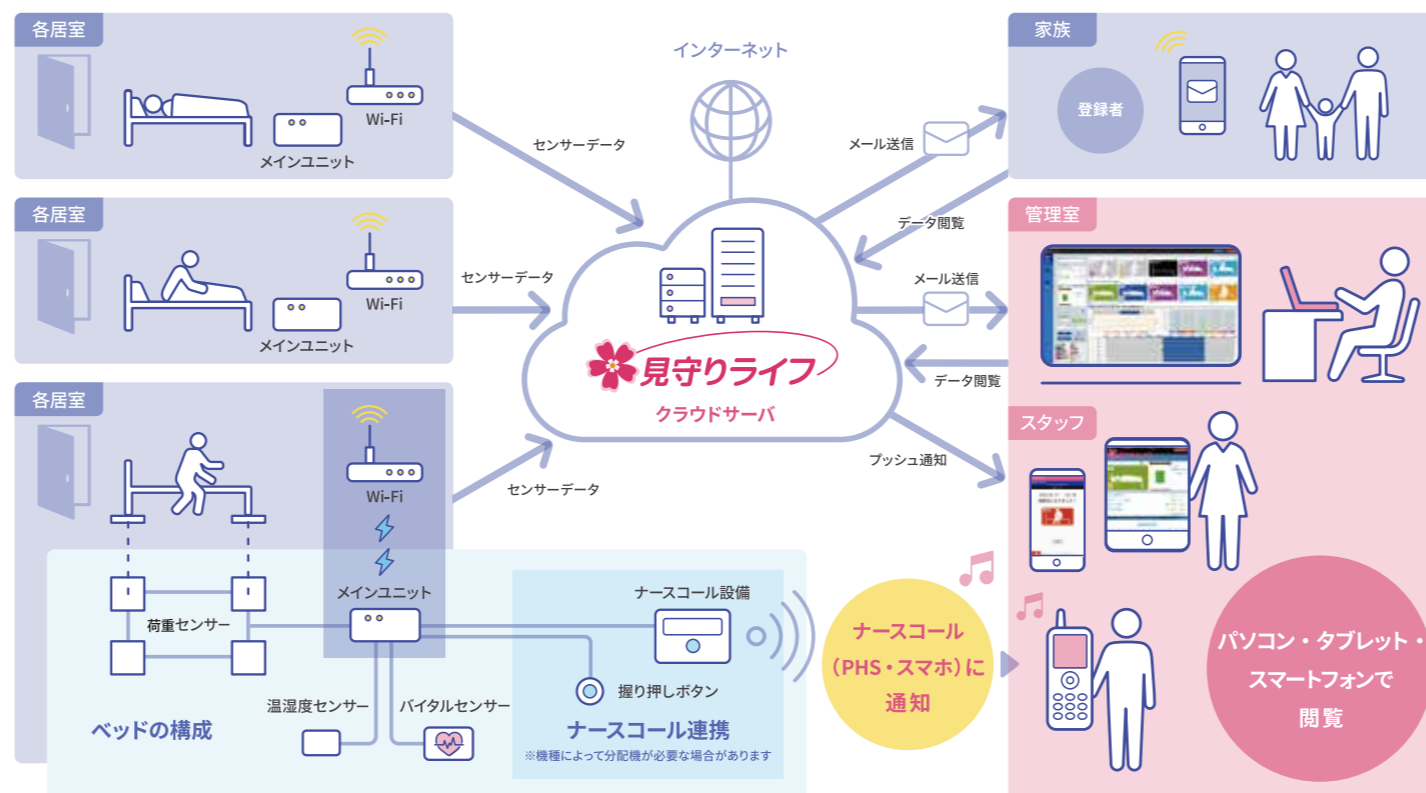 各居室
Wi-Fi
メインユニット
センサーデータ
各居室
Wi-Fi
メインユニット
センサーデータ
各居室
Wi-Fi
センサーデータ
メインユニット
荷重センサー
温湿度センサー
バイタルセンサー
ベッドの構成
ナースコール設備
握り押しボタン
ナースコール連携
※機種によって分配機が必要な場合があります
インターネット
見守りライフ
クラウドサーバ
メール送信
データ閲覧
メール送信
データ閲覧
プッシュ通知
ナースコール
(PHS・スマホ)に
通知
家族
登録者
管理室
スタッフ
パソコン・タブレット・
スマートフォンで
閲覧